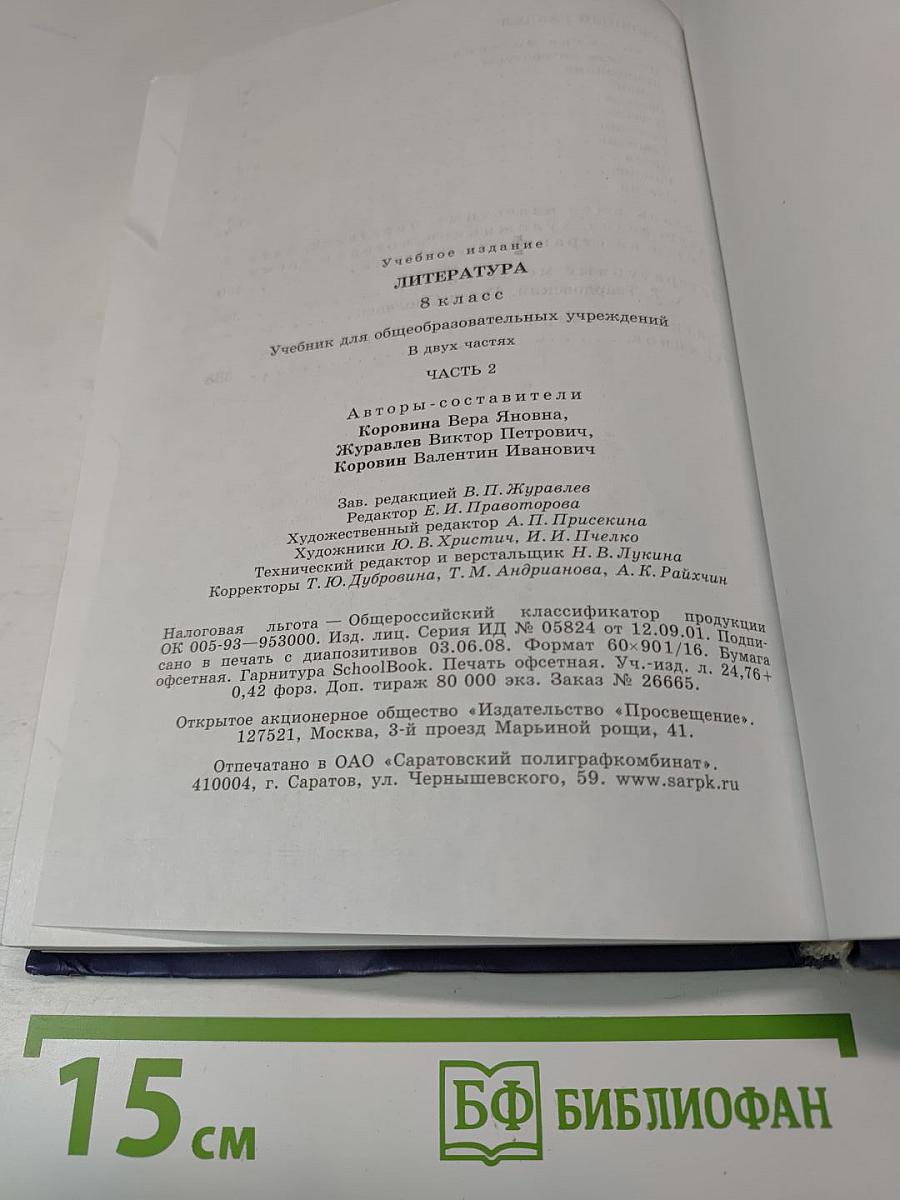 Учебное издание
ЛИТЕРАТУРА
8 класс
Учебник для общеобразовательных учреждений
В двух частях
ЧАСТЬ 2
Авторы-составители
Коровина Вера Яновна,
Журавлев Виктор Петрович,
Коровин Валентин Иванович
Зав. редакцией В. П. Журавлев
Редактор Е. И. Правоторова
Художественный редактор А. П. Присекина
Художники Ю. В. Христич, И. И. Пчелко
Технический редактор и верстальщик Н. В. Лукина
Корректоры Т. Ю. Дубровина, Т. М. Андрианова, А. К. Райхчин
Налоговая льгота — Общероссийский классификатор продукции
ОК 005-93—953000. Изд. лиц. Серия ИД № 05824 от 12.09.01. Подпи-
сано в печать с диапозитивов 03.06.08. Формат 60×901/16. Бумага
офсетная. Гарнитура SchoolBook. Печать офсетная. Уч.-изд. л. 24,76+
0,42 форз. Доп. тираж 80 000 экз. Заказ № 26665.
Открытое акционерное общество «Издательство «Просвещение».
127521, Москва, 3-й проезд Марьиной рощи, 41.
Отпечатано в ОАО «Саратовский полиграфкомбинат».
410004, г. Саратов, ул. Чернышевского, 59. www.sarpk.ru
15 см
БФ БИБЛИОФАН